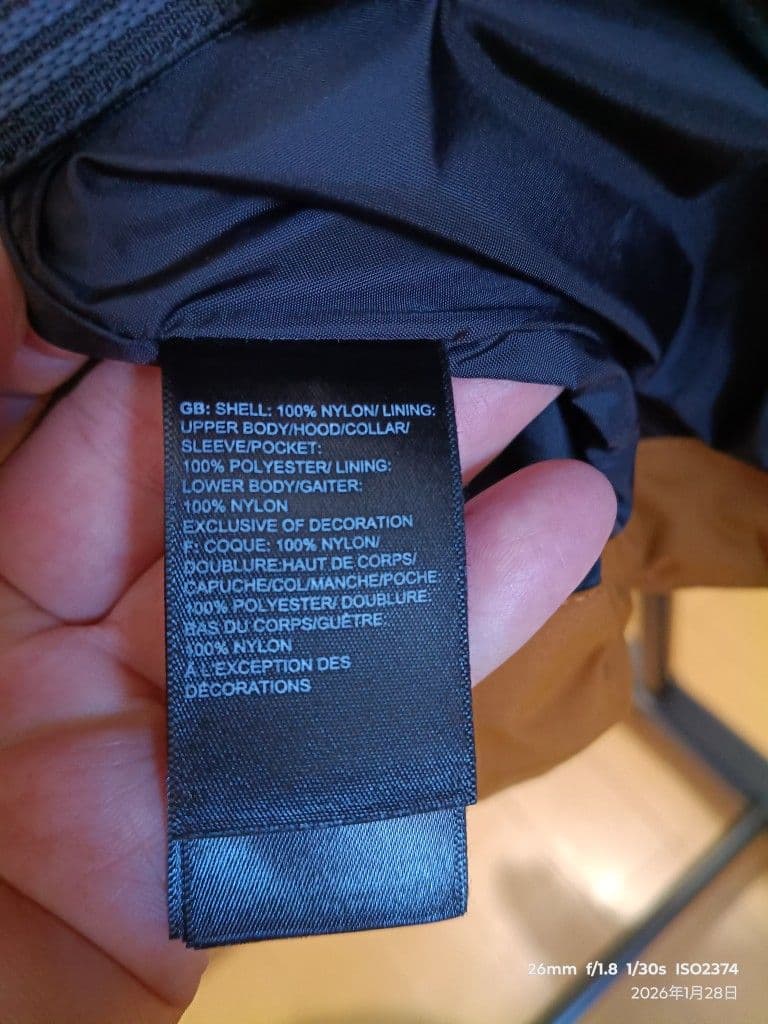 GB: SHELL: 100% NYLON/ LINING:
UPPER BODY/HOOD/COLLAR/
SLEEVE/POCKET:
100% POLYESTER/ LINING:
LOWER BODY/GAITER:
100% NYLON
EXCLUSIVE OF DECORATION
F: COQUE: 100% NYLON/
DOUBLURE:HAUT DE CORPS/
CAPUCHE/COL/MANCHE/POCHE:
100% POLYESTER/ DOUBLURE:
BAS DU CORPS/GUÊTRE:
100% NYLON
À L'EXCEPTION DES
DÉCORATIONS
26mm f/1.8 1/30s ISO2374
2026年1月28日